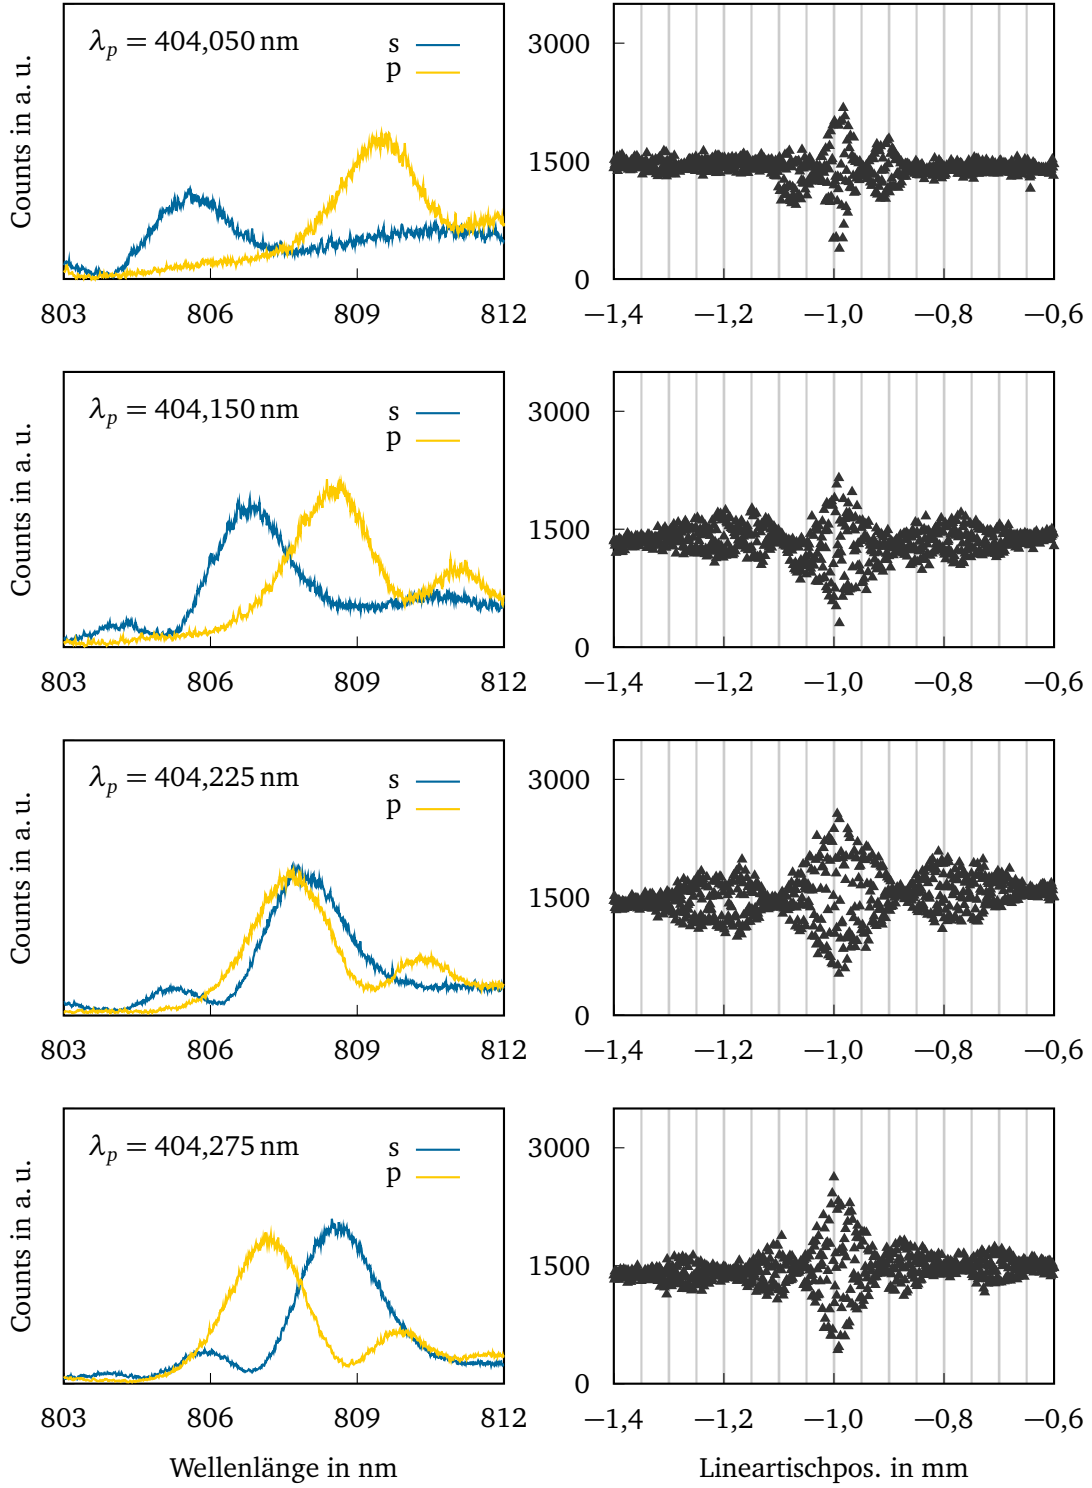 λp = 404,050 nm
s
p
Counts in a. u.
803 806 809 812
3000
1500
0
−1,4 −1,2 −1,0 −0,8 −0,6
λp = 404,150 nm
s
p
Counts in a. u.
803 806 809 812
3000
1500
0
−1,4 −1,2 −1,0 −0,8 −0,6
λp = 404,225 nm
s
p
Counts in a. u.
803 806 809 812
3000
1500
0
−1,4 −1,2 −1,0 −0,8 −0,6
λp = 404,275 nm
s
p
Counts in a. u.
803 806 809 812
Wellenlänge in nm
3000
1500
0
−1,4 −1,2 −1,0 −0,8 −0,6
Lineartischpos. in mm